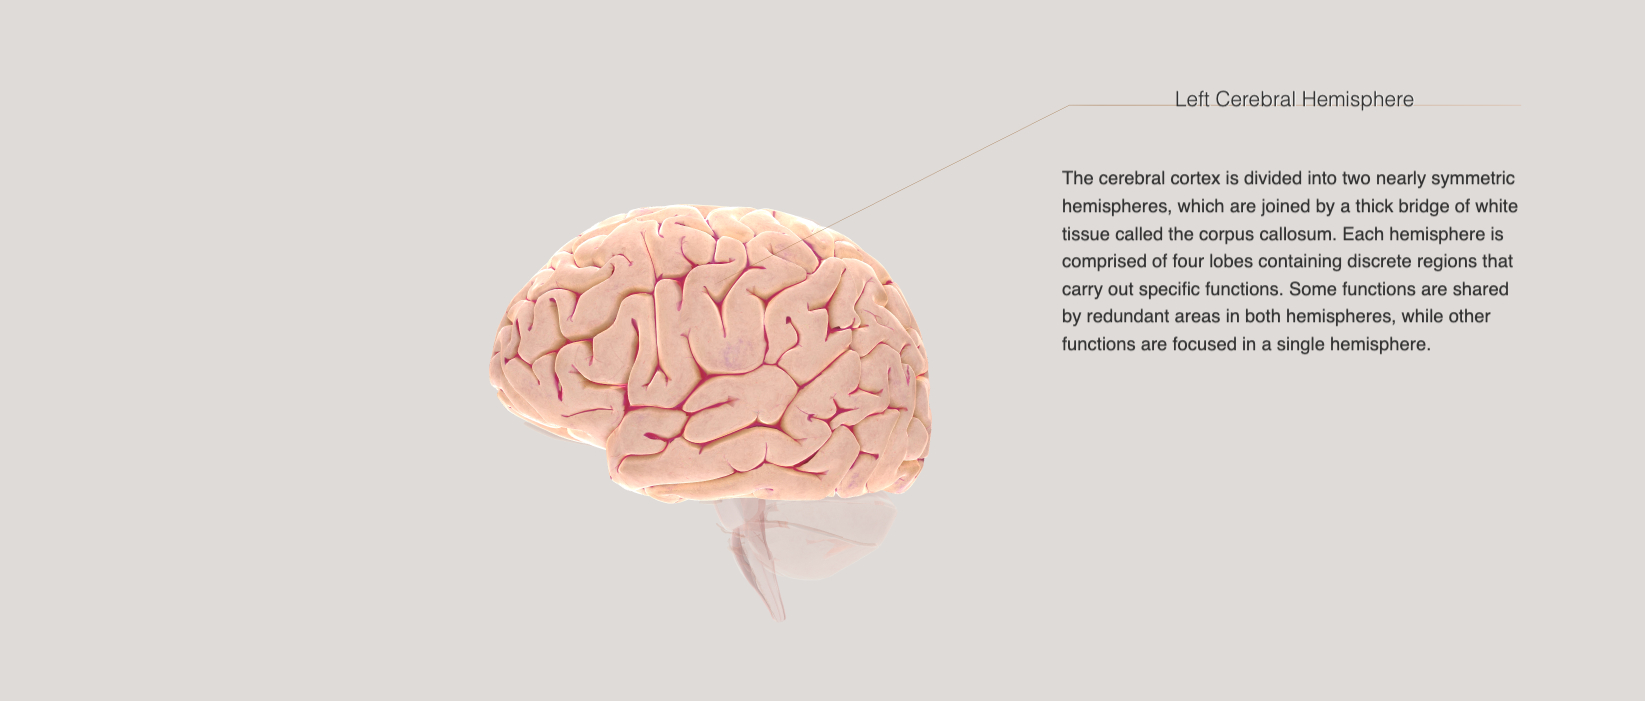 Left Cerebral Hemisphere
The cerebral cortex is divided into two nearly symmetric
hemispheres, which are joined by a thick bridge of white
tissue called the corpus callosum. Each hemisphere is
comprised of four lobes containing discrete regions that
carry out specific functions. Some functions are shared
by redundant areas in both hemispheres, while other
functions are focused in a single hemisphere.